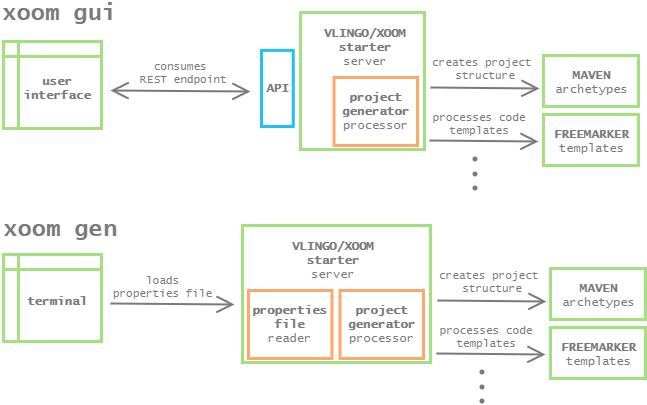 xoom gui
user
interface
consumes
REST endpoint
API
VLINGO/XOOM
starter
server
project
generator
processor
creates project
structure
MAVEN
archetypes
processes code
templates
FREEMARKER
templates
xoom gen
terminal
loads
properties file
VLINGO/XOOM
starter
server
properties
file
reader
project
generator
processor
creates project
structure
MAVEN
archetypes
processes code
templates
FREEMARKER
templates